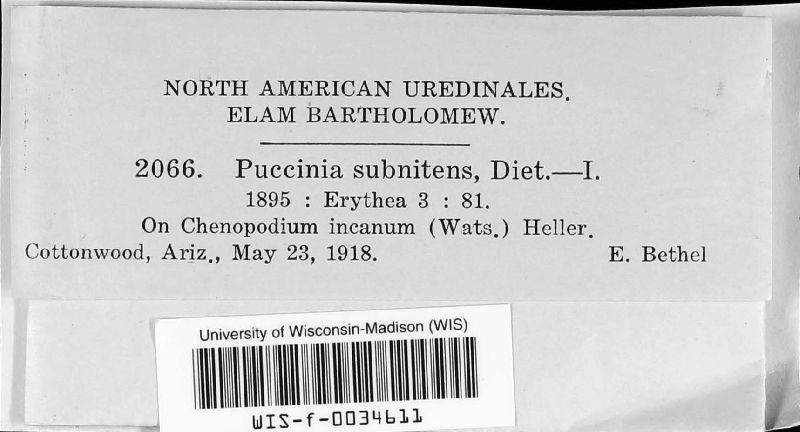 NORTH AMERICAN UREDINALES.
ELAM BARTHOLOMEW.
2066. Puccinia subnitens, Diet.—I.
1895 : Erythea 3 : 81.
On Chenopodium incanum (Wats.) Heller.
Cottonwood, Ariz., May 23, 1918. E. Bethel
University of Wisconsin-Madison (WIS)
WIS-f-0034611